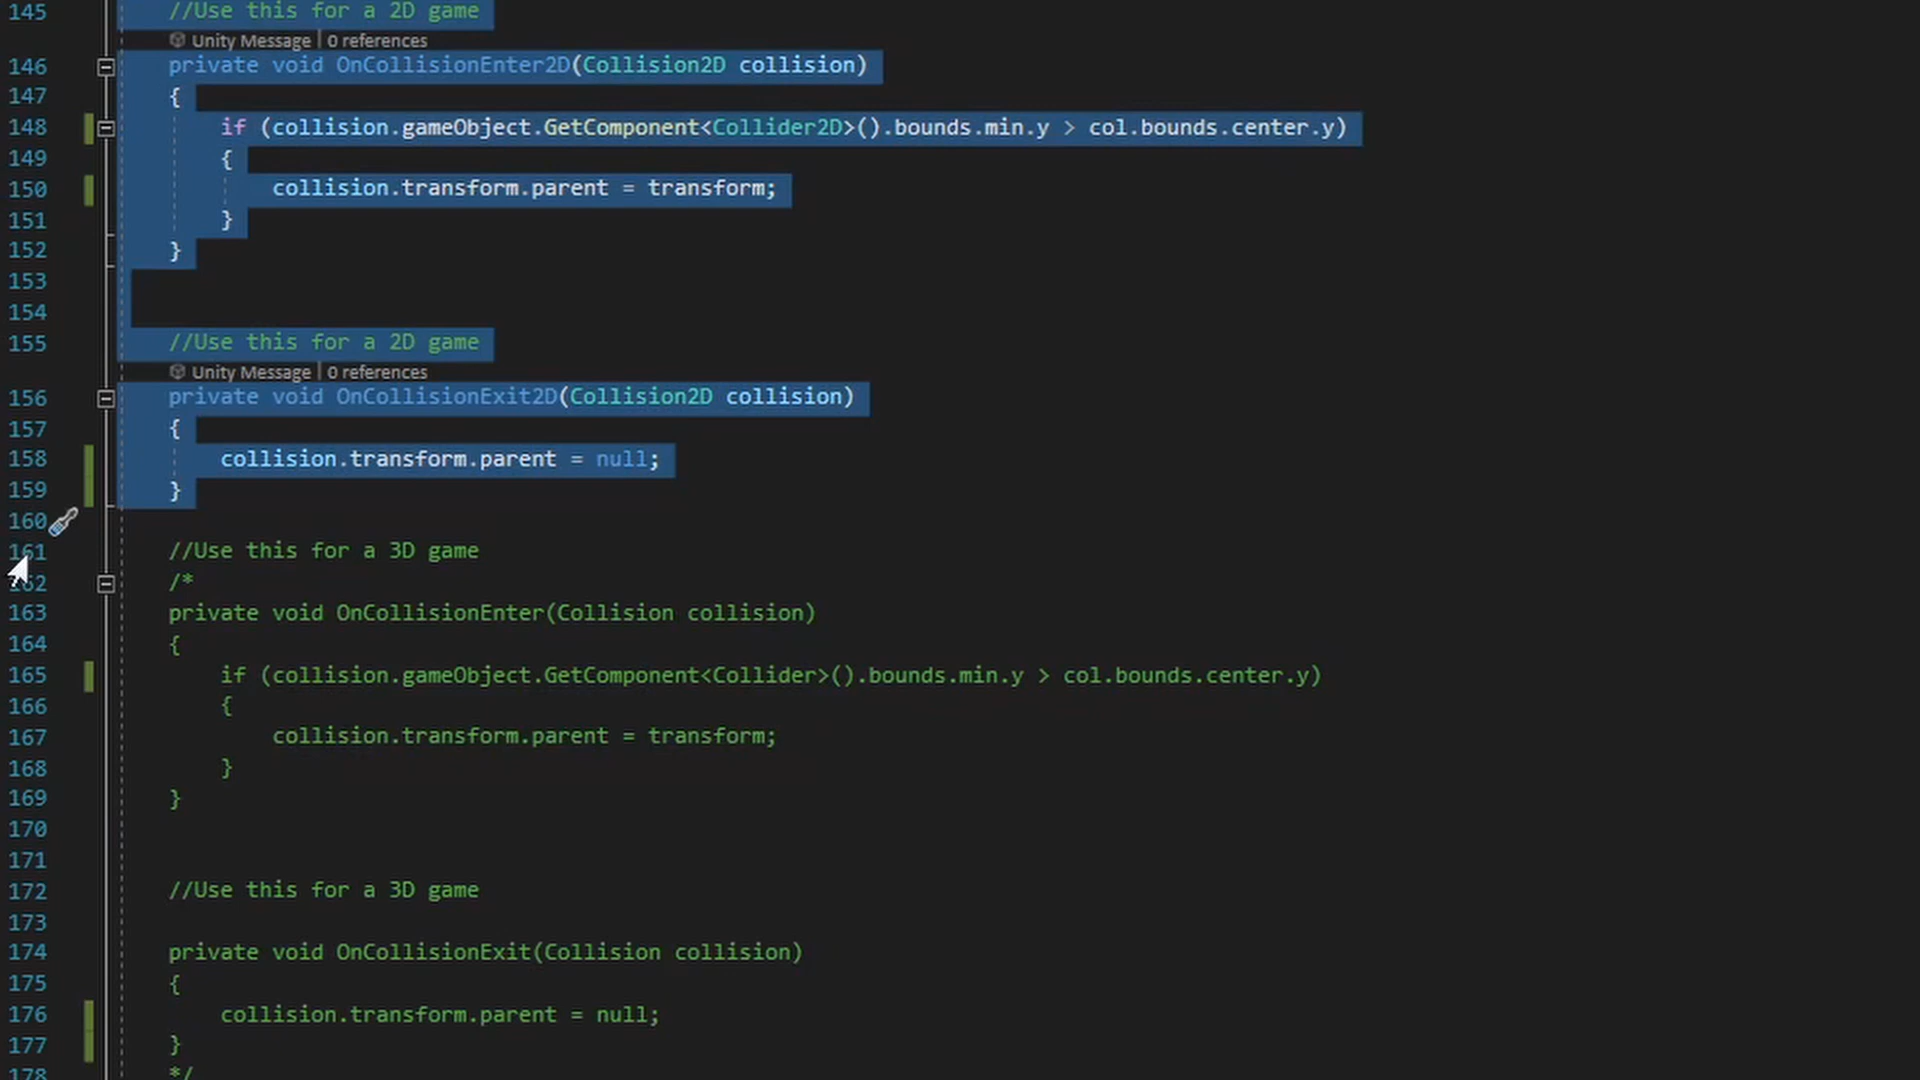 145 //Use this for a 2D game
Unity Message | 0 references
146 private void OnCollisionEnter2D(Collision2D collision)
147 {
148 if (collision.gameObject.GetComponent<Collider2D>().bounds.min.y > col.bounds.center.y)
149 {
150 collision.transform.parent = transform;
151 }
152 }
153
154
155 //Use this for a 2D game
Unity Message | 0 references
156 private void OnCollisionExit2D(Collision2D collision)
157 {
158 collision.transform.parent = null;
159 }
160
161 //Use this for a 3D game
162 /*
163 private void OnCollisionEnter(Collision collision)
164 {
165 if (collision.gameObject.GetComponent<Collider>().bounds.min.y > col.bounds.center.y)
166 {
167 collision.transform.parent = transform;
168 }
169 }
170
171
172 //Use this for a 3D game
173
174 private void OnCollisionExit(Collision collision)
175 {
176 collision.transform.parent = null;
177 }
178 */